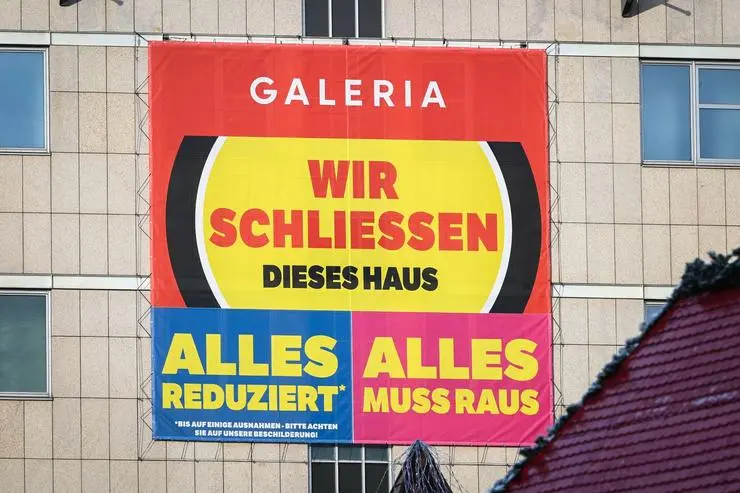 GALERIA
WIR
SCHLIESSEN
DIESES HAUS
ALLES
REDUZIERT*
*BIS AUF EINIGE AUSNAHMEN - BITTE ACHTEN
SIE AUF UNSERE BESCHILDERUNG!
ALLES
MUSS RAUS